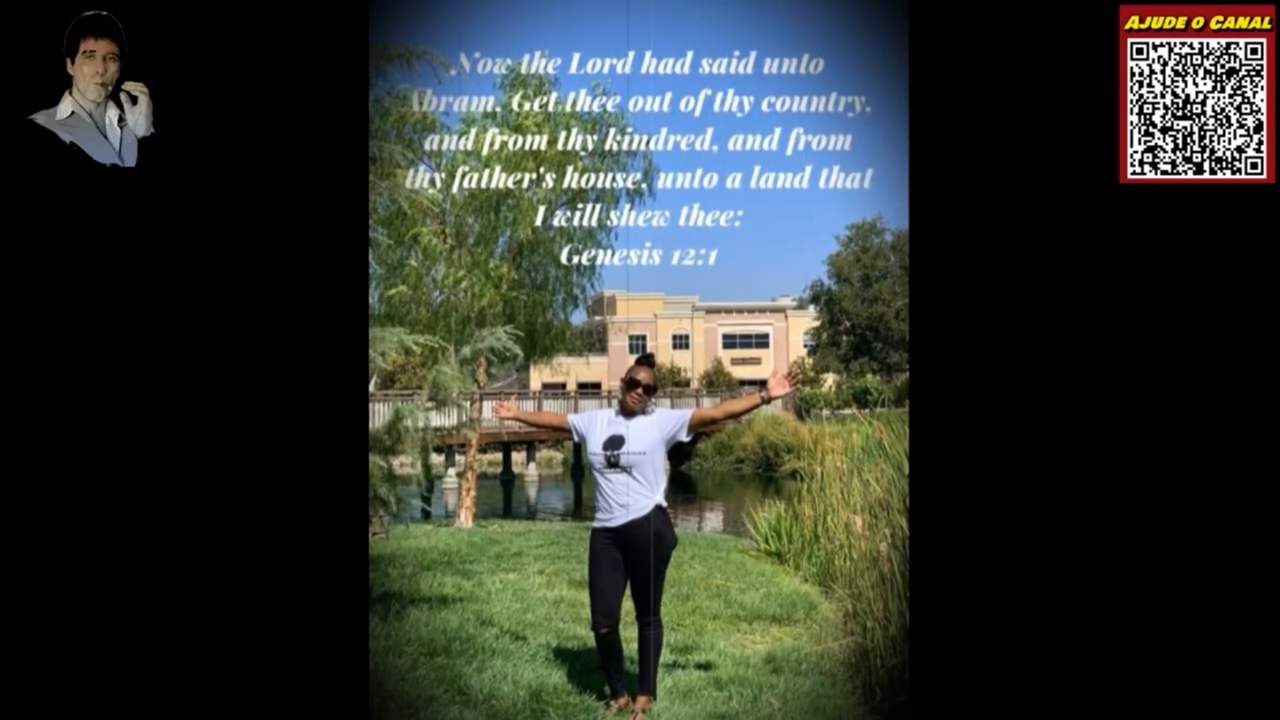 AJUDE O CANAL
Now the Lord had said unto
Abram, Get thee out of thy country,
and from thy kindred, and from
thy father's house, unto a land that
I will shew thee:
Genesis 12:1